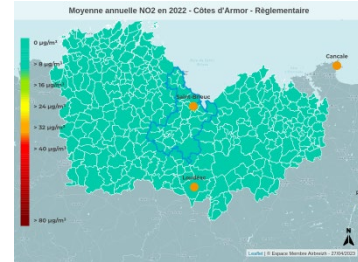 Moyenne annuelle NO2 en 2022 - Côtes d'Armor - Règlementaire
0 µg/m³
> 8 µg/m³
> 16 µg/m³
> 24 µg/m³
> 32 µg/m³
> 40 µg/m³
> 80 µg/m³
Cancale
Saint-Brieuc
Loudéac
N
Leaflet | © Espace Membre Airbreizh - 27/04/2023